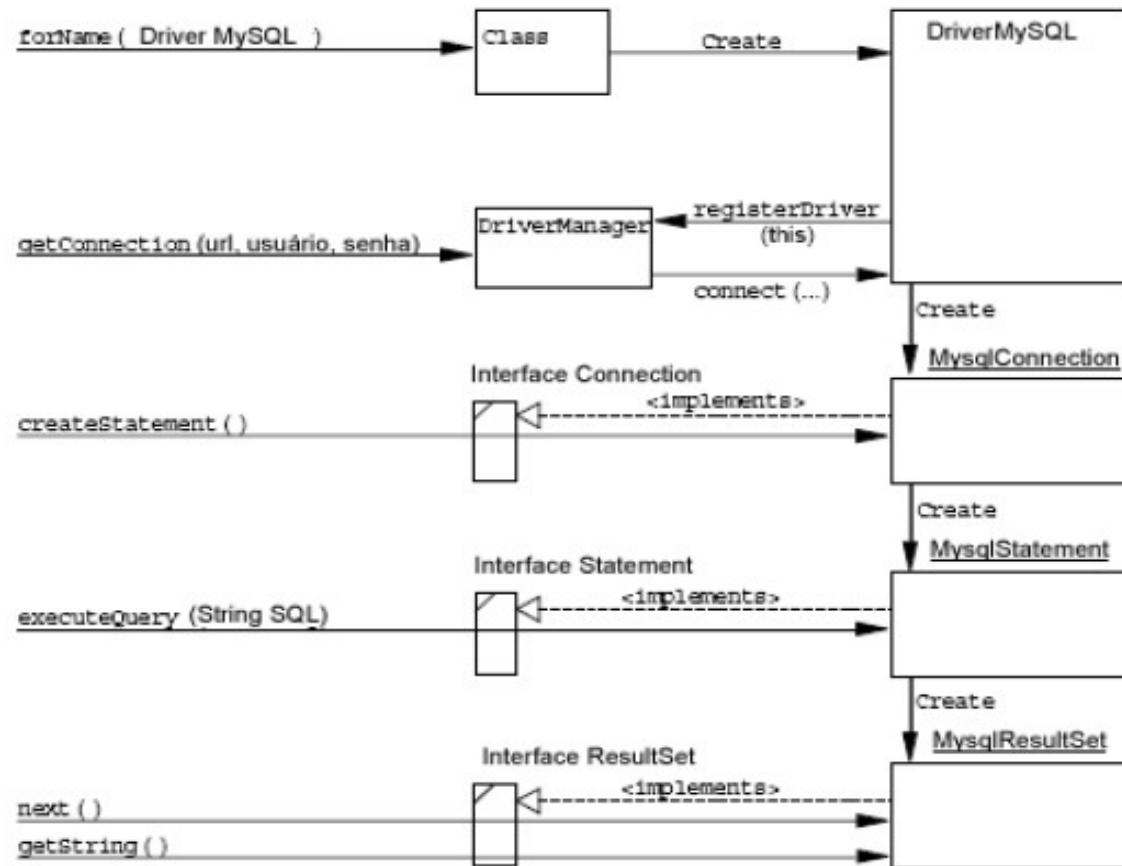 forName ( Driver MySQL )
Class
Create
DriverMySQL
registerDriver
(this)
DriverManager
getConnection (url, usuário, senha)
connect (...)
Create
MysqlConnection
Interface Connection
<implements>
createStatement ( )
Create
MysqlStatement
Interface Statement
<implements>
executeQuery (String SQL)
Create
MysqlResultSet
Interface ResultSet
<implements>
next ( )
getString ( )